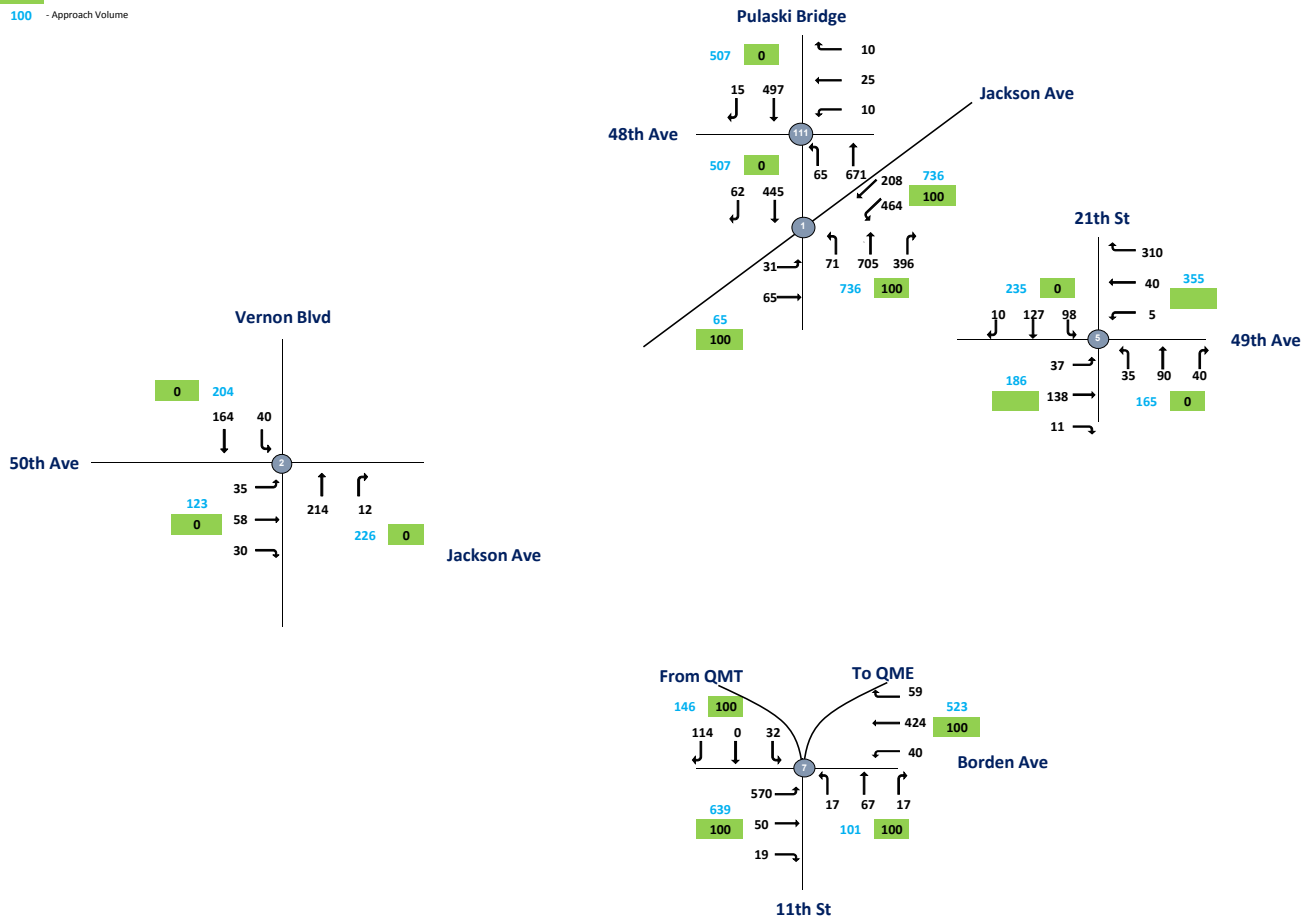 100 - Approach Volume
Pulaski Bridge
507 0
10
25
15 497
10
Jackson Ave
48th Ave
111
507 0
65 671
208 736
100
62 445
464
1
71 705 396
31
736 100
65
65
100
21th St
310
235 0
40 355
10 127 98
5
5
49th Ave
37
35 90 40
186
138
165 0
11
Vernon Blvd
0 204
164 40
50th Ave
2
35
123
214 12
0 58
226 0
30
Jackson Ave
From QMT
To QME
59
146 100
523
424
100
114 0 32
40
Borden Ave
7
570
17 67 17
639
100 50
101 100
19
11th St